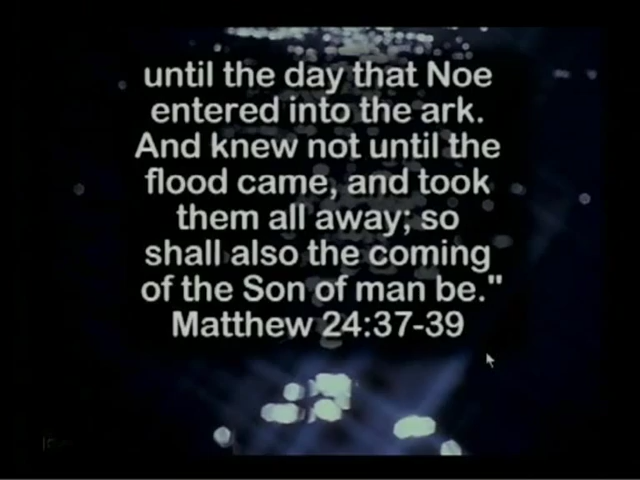 until the day that Noe
entered into the ark.
And knew not until the
flood came, and took
them all away; so
shall also the coming
of the Son of man be."
Matthew 24:37-39